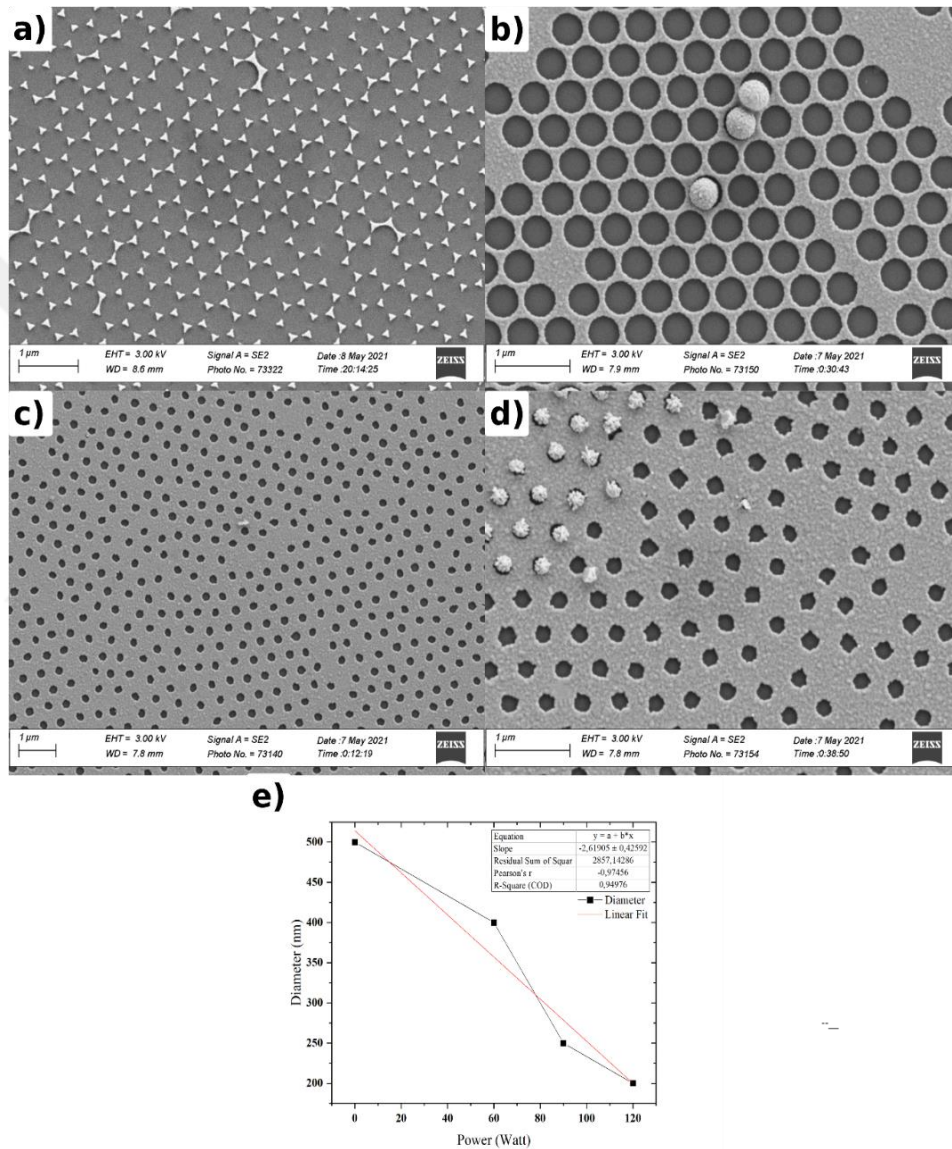 a)
1 µm
EHT = 3.00 kV
Signal A = SE2
Date :8 May 2021
WD = 8.6 mm
Photo No. = 73322
Time :20:14:25
ZEISS
b)
1 µm
EHT = 3.00 kV
Signal A = SE2
Date :7 May 2021
WD = 7.9 mm
Photo No. = 73150
Time :0:30:43
ZEISS
c)
1 µm
EHT = 3.00 kV
Signal A = SE2
Date :7 May 2021
WD = 7.8 mm
Photo No. = 73140
Time :0:12:19
ZEISS
d)
1 µm
EHT = 3.00 kV
Signal A = SE2
Date :7 May 2021
WD = 7.8 mm
Photo No. = 73154
Time :0:38:50
ZEISS
e)
Equation y = a + b*x
Slope -2,61905 ± 0,42592
Residual Sum of Squar 2857,14286
Pearson's r -0,97456
R-Square (COD) 0,94976
Diameter
Linear Fit
Diameter (nm)
500
450
400
350
300
250
200
0 20 40 60 80 100 120
Power (Watt)